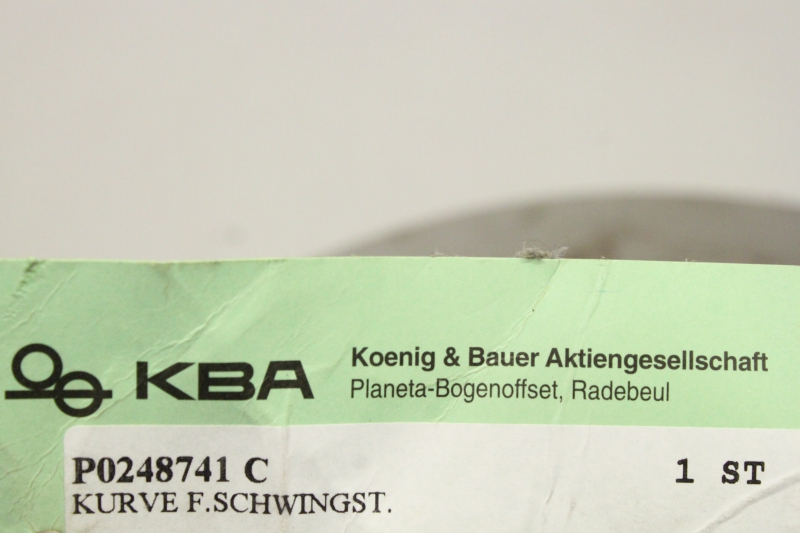 KBA
Koenig & Bauer Aktiengesellschaft
Planeta-Bogenoffset, Radebeul
P0248741 C
1 ST
KURVE F.SCHWINGST.